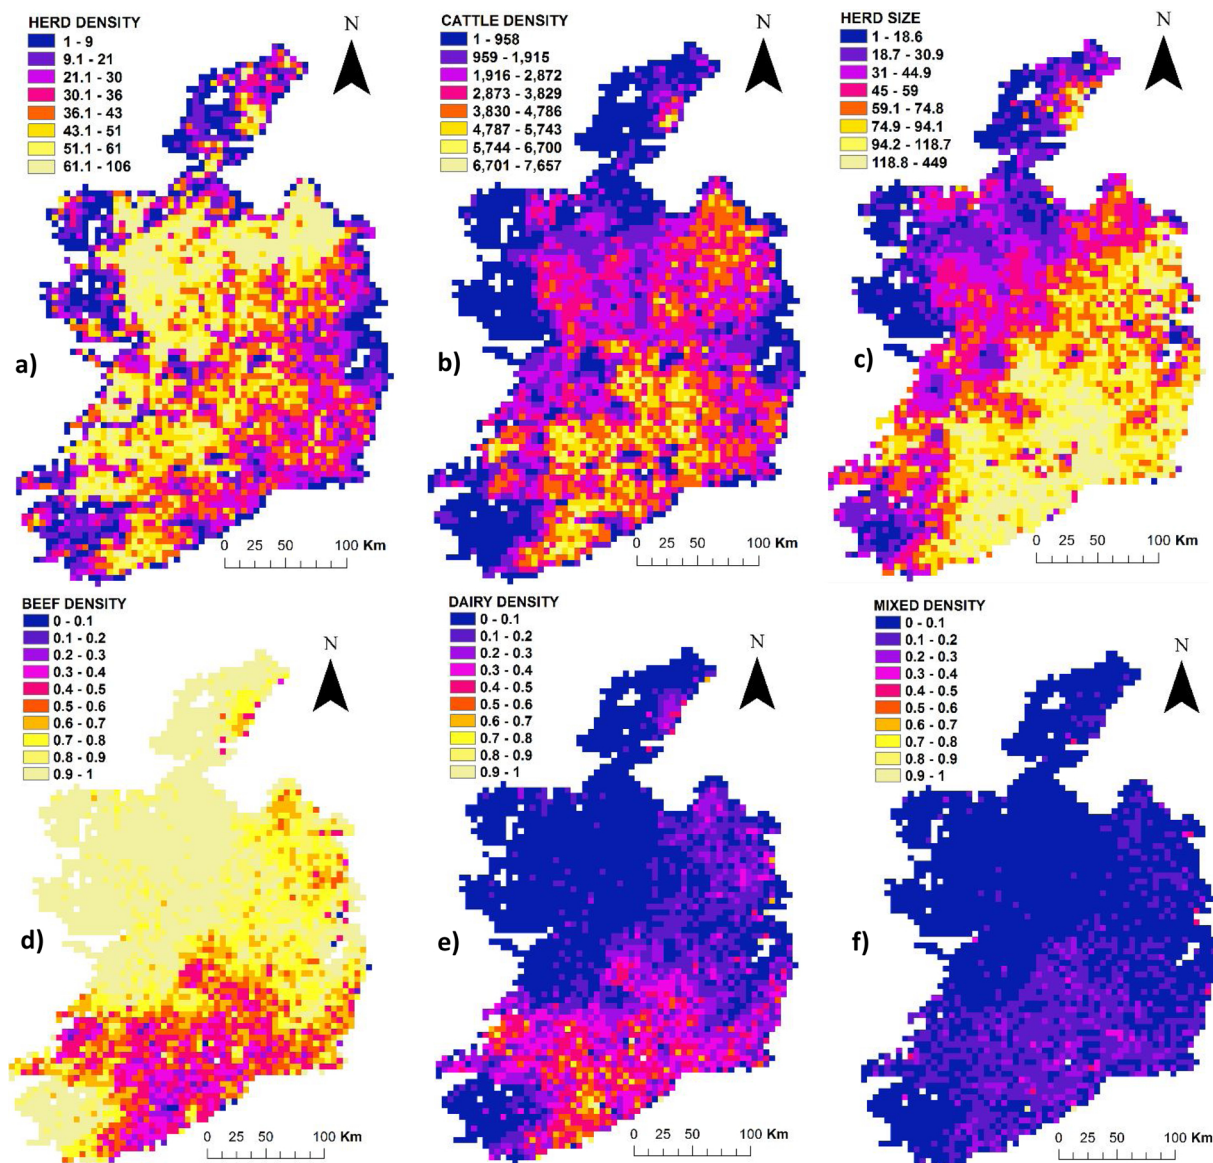 HERD DENSITY
1 - 9
9.1 - 21
21.1 - 30
30.1 - 36
36.1 - 43
43.1 - 51
51.1 - 61
61.1 - 106
N
a)
0 25 50 100 Km
CATTLE DENSITY
1 - 958
959 - 1,915
1,916 - 2,872
2,873 - 3,829
3,830 - 4,786
4,787 - 5,743
5,744 - 6,700
6,701 - 7,657
N
b)
0 25 50 100 Km
HERD SIZE
1 - 18.6
18.7 - 30.9
31 - 44.9
45 - 59
59.1 - 74.8
74.9 - 94.1
94.2 - 118.7
118.8 - 449
N
c)
0 25 50 100 Km
BEEF DENSITY
0 - 0.1
0.1 - 0.2
0.2 - 0.3
0.3 - 0.4
0.4 - 0.5
0.5 - 0.6
0.6 - 0.7
0.7 - 0.8
0.8 - 0.9
0.9 - 1
N
d)
0 25 50 100 Km
DAIRY DENSITY
0 - 0.1
0.1 - 0.2
0.2 - 0.3
0.3 - 0.4
0.4 - 0.5
0.5 - 0.6
0.6 - 0.7
0.7 - 0.8
0.8 - 0.9
0.9 - 1
N
e)
0 25 50 100 Km
MIXED DENSITY
0 - 0.1
0.1 - 0.2
0.2 - 0.3
0.3 - 0.4
0.4 - 0.5
0.5 - 0.6
0.6 - 0.7
0.7 - 0.8
0.8 - 0.9
0.9 - 1
N
f)
0 25 50 100 Km